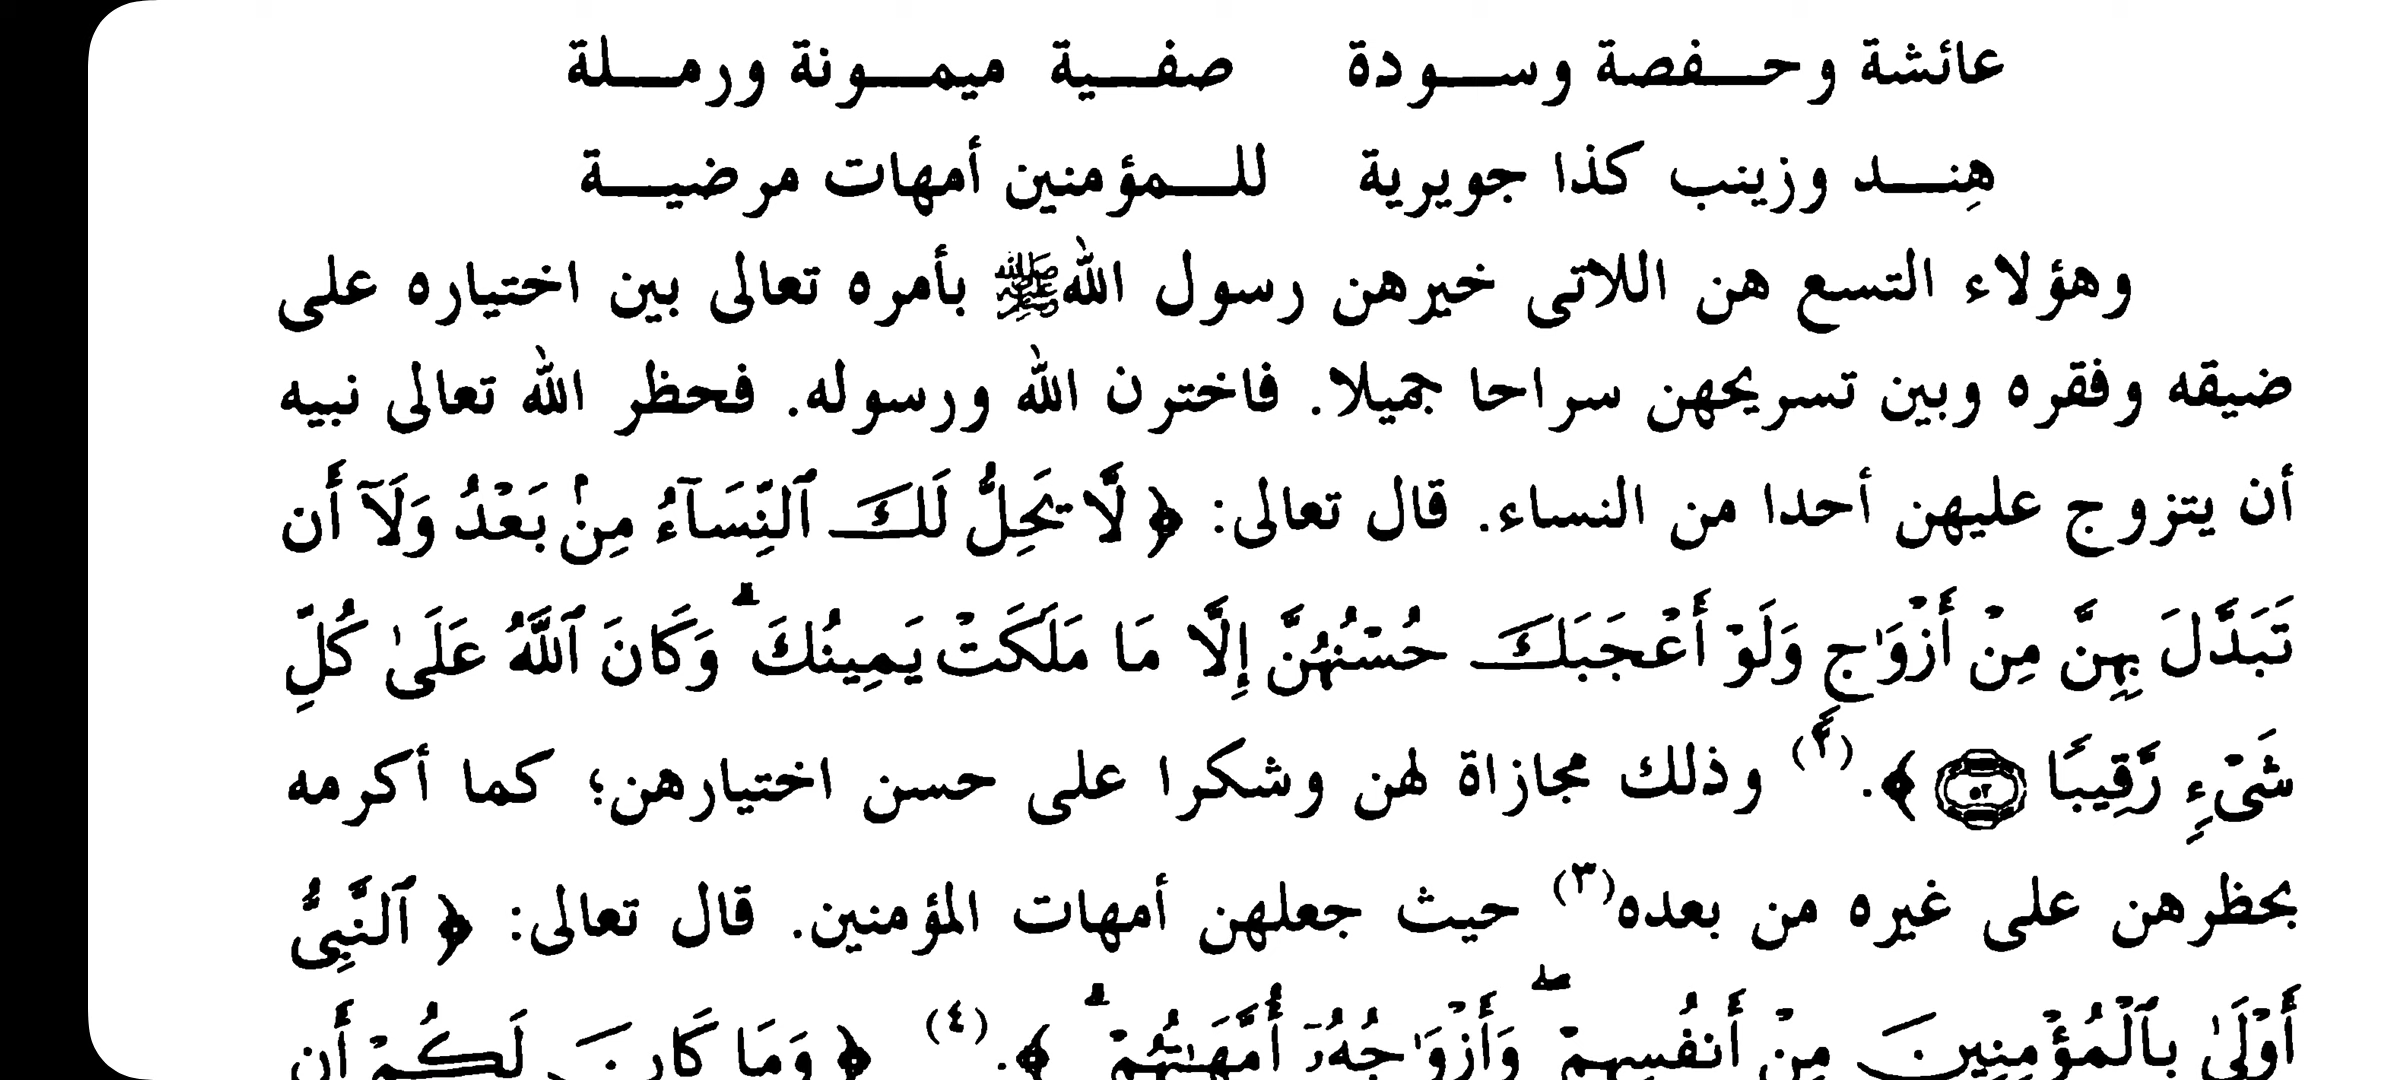 عائشة وحفصة وسودة صفية ميمونة ورملة
هِند وزينب كذا جويرية للمؤمنين أمهات مرضية
وهؤلاء التسع هن اللاتى خيرهن رسول الله ﷺ بأمره تعالى بين اختياره على
ضيقه وفقره وبين تسريحهن سراحا جميلا. فاخترن الله ورسوله. فحظر الله تعالى نبيه
أن يتزوج عليهن أحدا من النساء. قال تعالى: ﴿ لَّا يَحِلُّ لَكَ ٱلنِّسَآءُ مِنۢ بَعْدُ وَلَآ أَن
تَبَدَّلَ بِهِنَّ مِنْ أَزْوَٰجٍ وَلَوْ أَعْجَبَكَ حُسْنُهُنَّ إِلَّا مَا مَلَكَتْ يَمِينُكَ ۗ وَكَانَ ٱللَّهُ عَلَىٰ كُلِّ
شَىْءٍ رَّقِيبًا ٥٢ ﴾.(٢) وذلك مجازاة لهن وشكرا على حسن اختيارهن؛ كما أكرمه
بحظرهن على غيره من بعده(٣) حيث جعلهن أمهات المؤمنين. قال تعالى: ﴿ ٱلنَّبِىُّ
أَوْلَىٰ بِٱلْمُؤْمِنِينَ مِنْ أَنفُسِهِمْ ۖ وَأَزْوَٰجُهُۥٓ أُمَّهَٰتُهُمْ ۗ ﴾.(٤) ﴿ وَمَا كَانَ لَكُمْ أَن